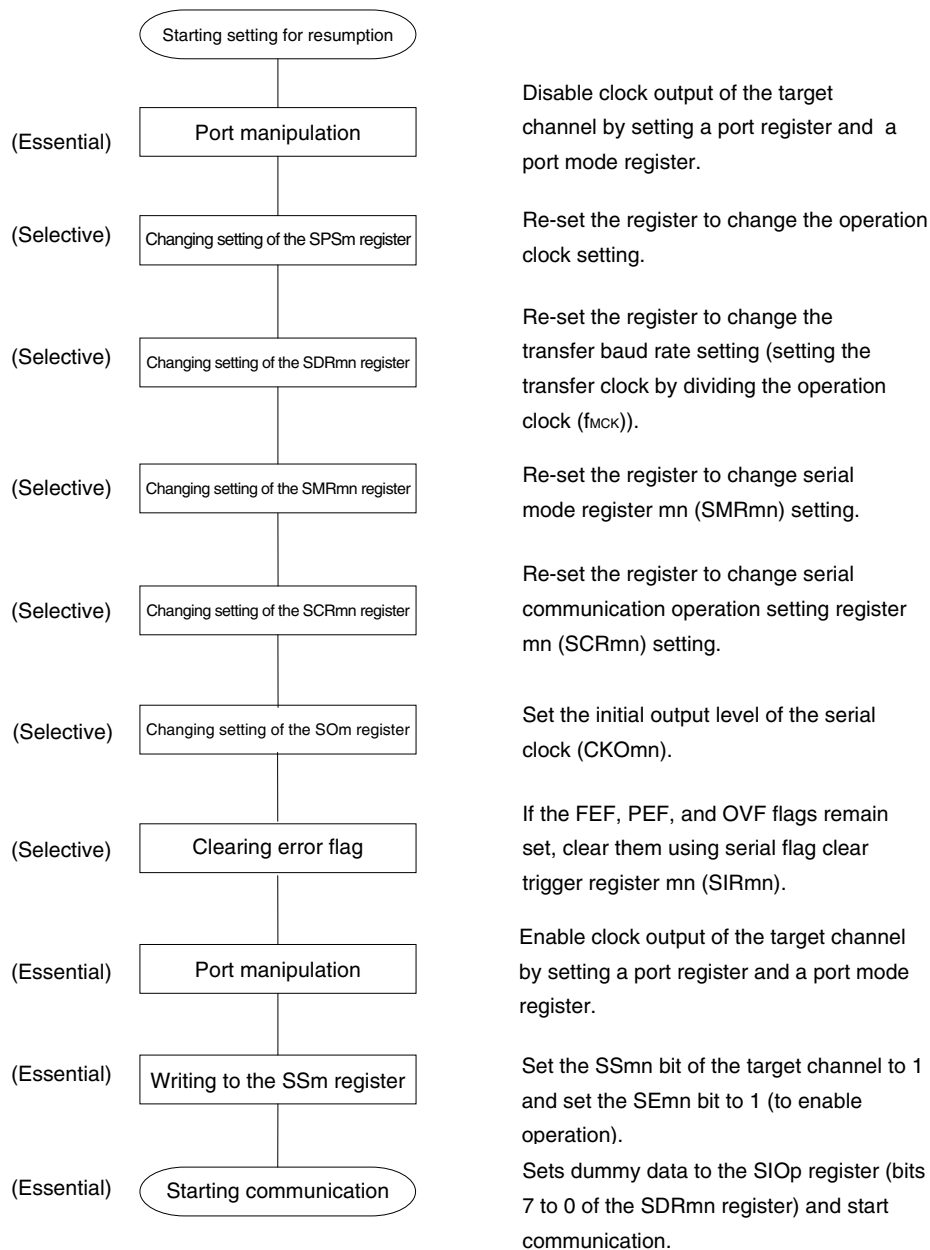 Starting setting for resumption
(Essential)
Port manipulation
Disable clock output of the target
channel by setting a port register and a
port mode register.
(Selective)
Changing setting of the SPSm register
Re-set the register to change the operation
clock setting.
(Selective)
Changing setting of the SDRmn register
Re-set the register to change the
transfer baud rate setting (setting the
transfer clock by dividing the operation
clock (fMCK)).
(Selective)
Changing setting of the SMRmn register
Re-set the register to change serial
mode register mn (SMRmn) setting.
(Selective)
Changing setting of the SCRmn register
Re-set the register to change serial
communication operation setting register
mn (SCRmn) setting.
(Selective)
Changing setting of the SOm register
Set the initial output level of the serial
clock (CKOmn).
(Selective)
Clearing error flag
If the FEF, PEF, and OVF flags remain
set, clear them using serial flag clear
trigger register mn (SIRmn).
(Essential)
Port manipulation
Enable clock output of the target channel
by setting a port register and a port mode
register.
(Essential)
Writing to the SSm register
Set the SSmn bit of the target channel to 1
and set the SEmn bit to 1 (to enable
operation).
(Essential)
Starting communication
Sets dummy data to the SIOp register (bits
7 to 0 of the SDRmn register) and start
communication.